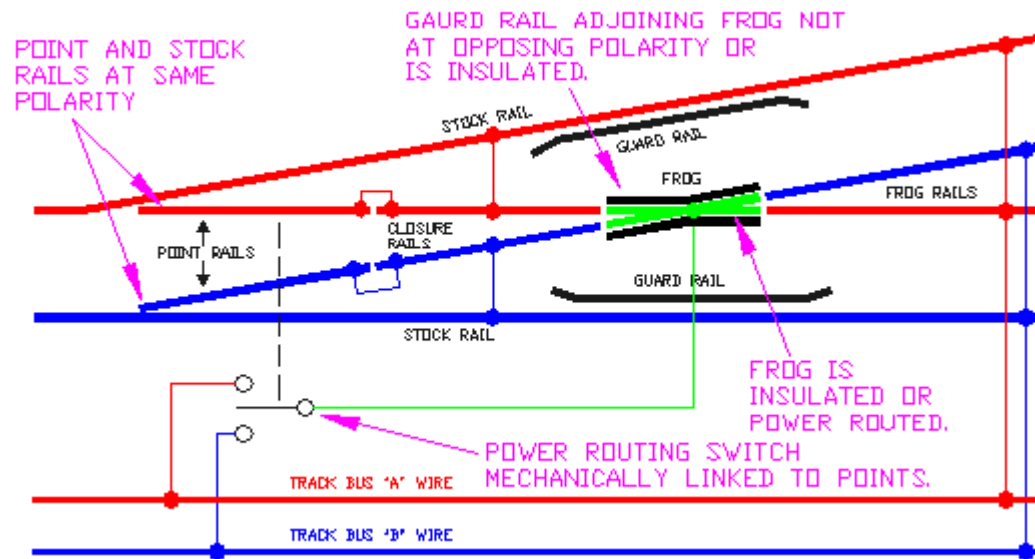 GAURD RAIL ADJOINING FROG NOT
AT OPPOSING POLARITY OR
IS INSULATED.
POINT AND STOCK
RAILS AT SAME
POLARITY
STOCK RAIL
GUARD RAIL
FROG
FROG RAILS
CLOSURE
RAILS
POINT RAILS
GUARD RAIL
STOCK RAIL
FROG IS
INSULATED OR
POWER ROUTED.
POWER ROUTING SWITCH
MECHANICALLY LINKED TO POINTS.
TRACK BUS "A" WIRE
TRACK BUS "B" WIRE